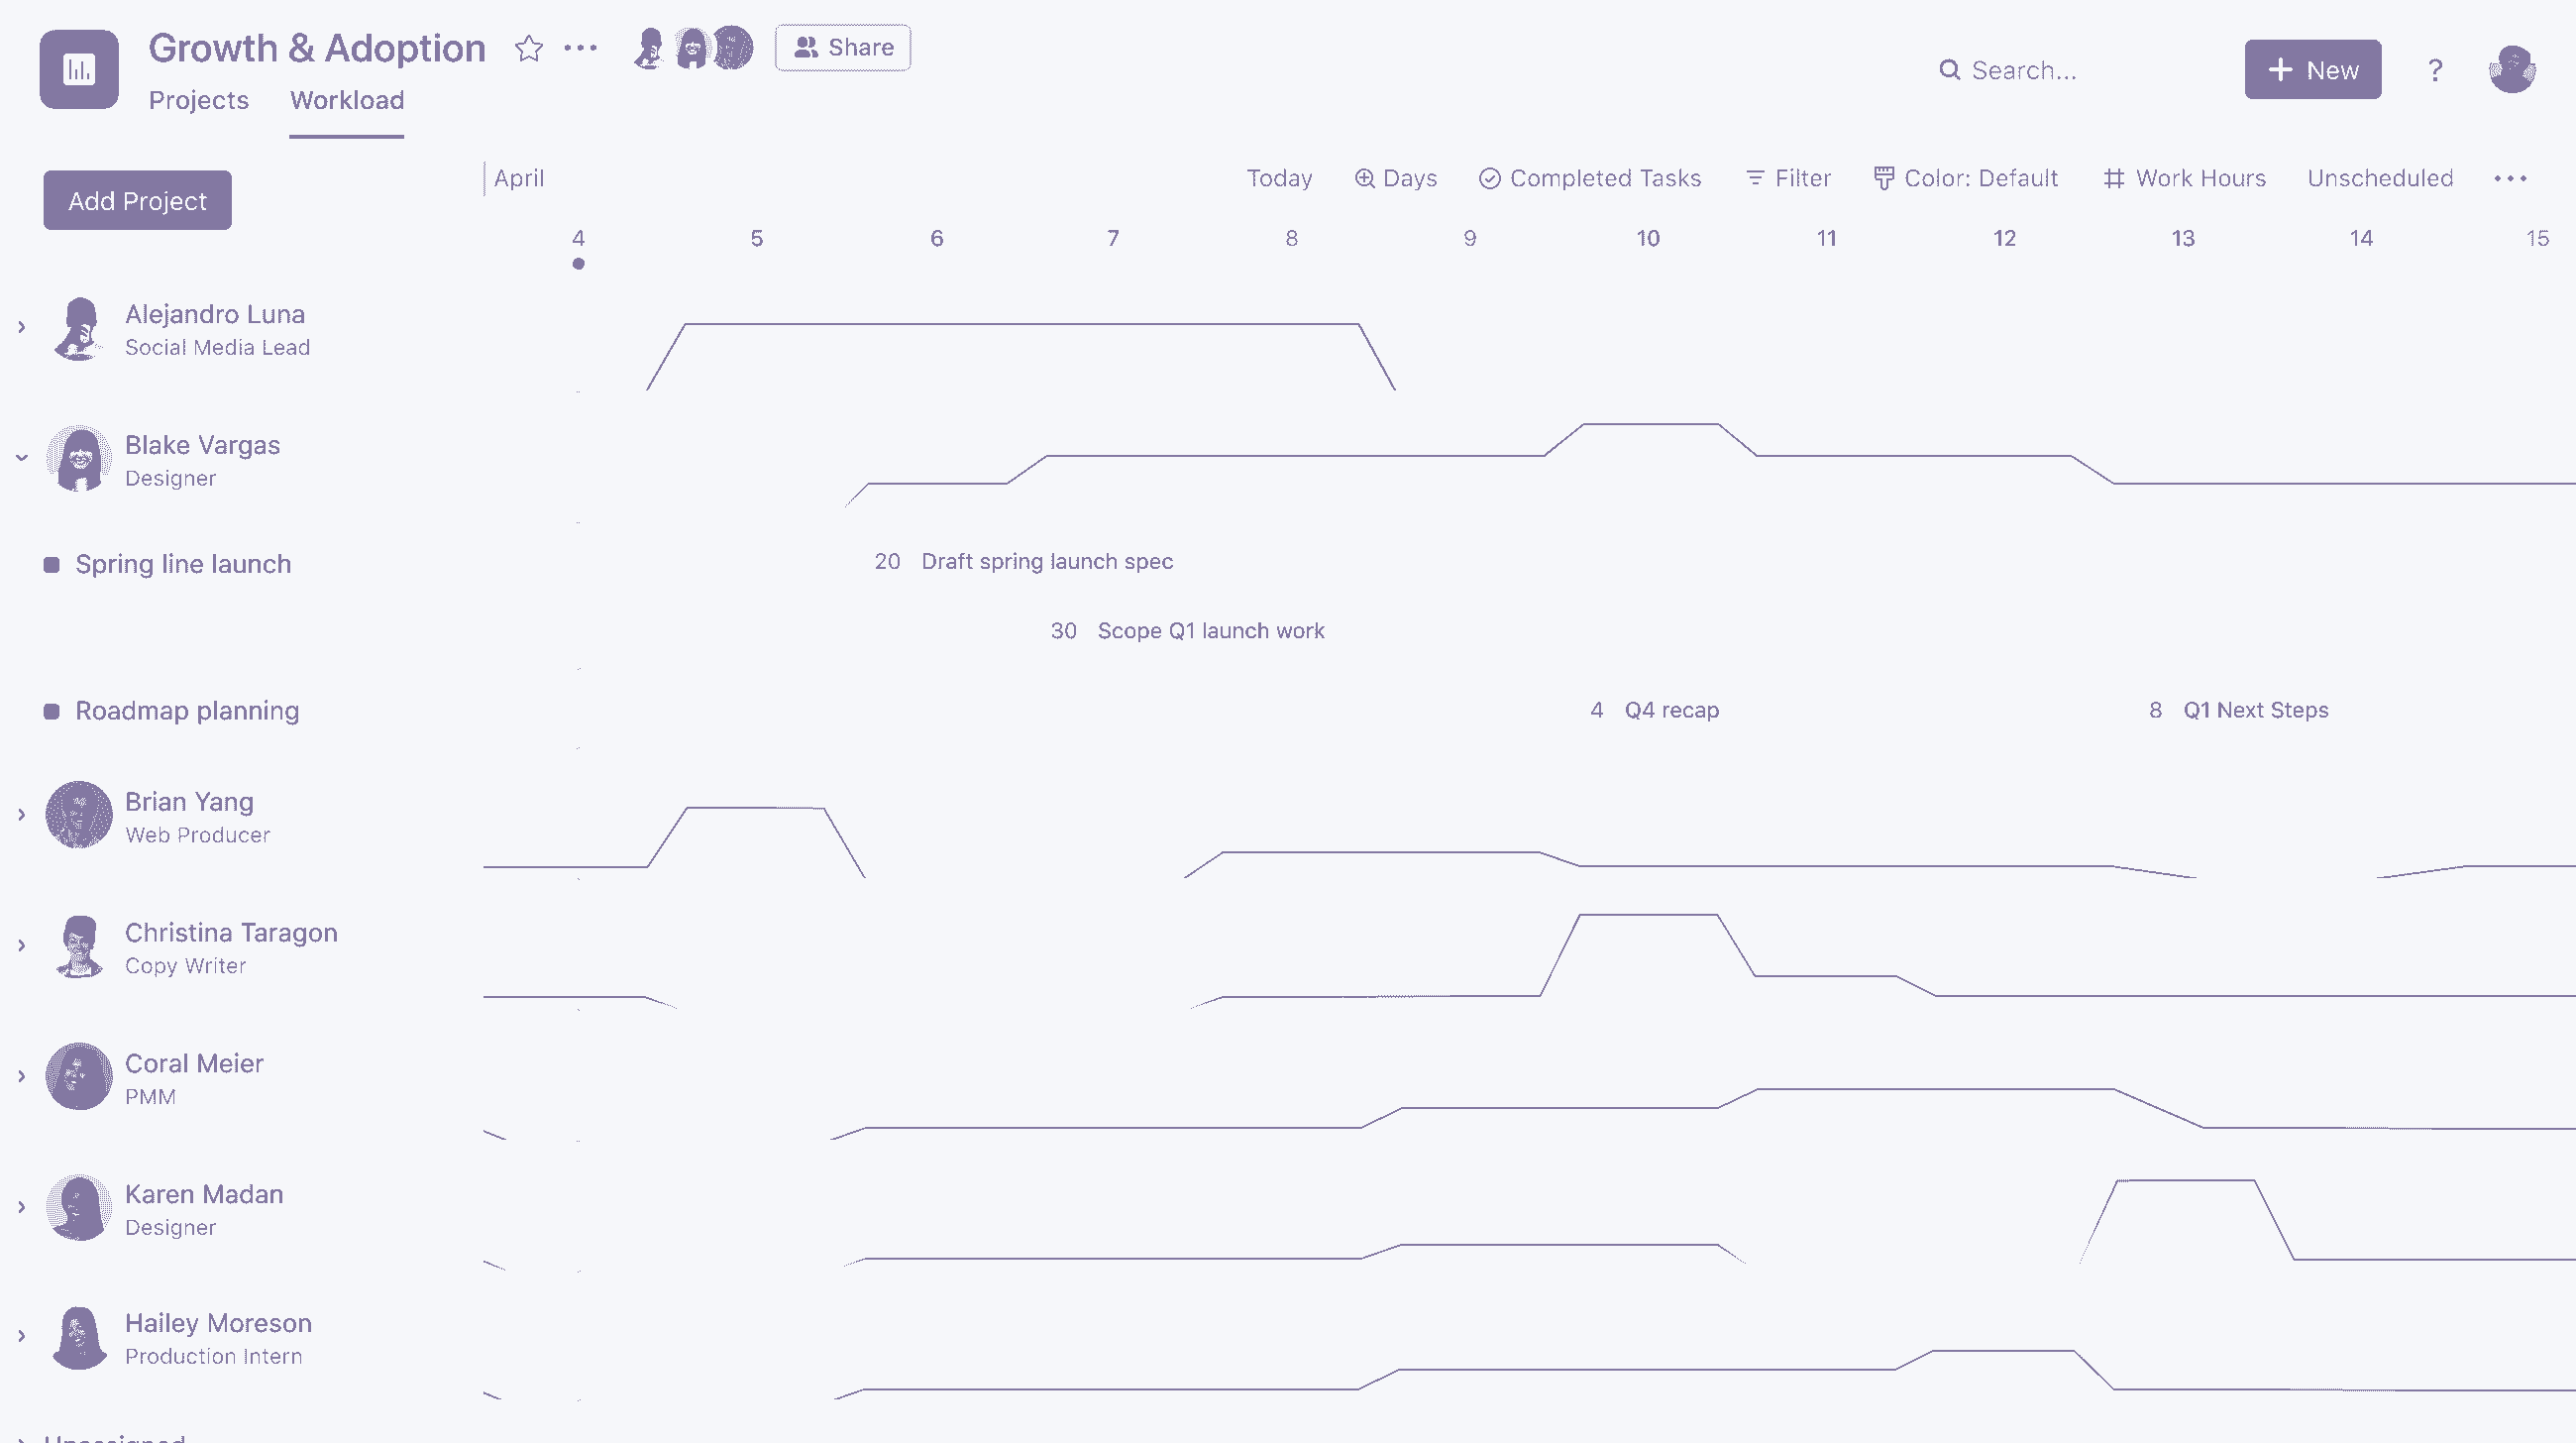 Growth & Adoption
Share
Search...
New
?
Projects Workload
Add Project
April
Today Days Completed Tasks Filter Color: Default Work Hours Unscheduled
4 5 6 7 8 9 10 11 12 13 14 15
Alejandro Luna
Social Media Lead
Blake Vargas
Designer
Spring line launch
20 Draft spring launch spec
30 Scope Q1 launch work
Roadmap planning
4 Q4 recap
8 Q1 Next Steps
Brian Yang
Web Producer
Christina Taragon
Copy Writer
Coral Meier
PMM
Karen Madan
Designer
Hailey Moreson
Production Intern
Unassigned